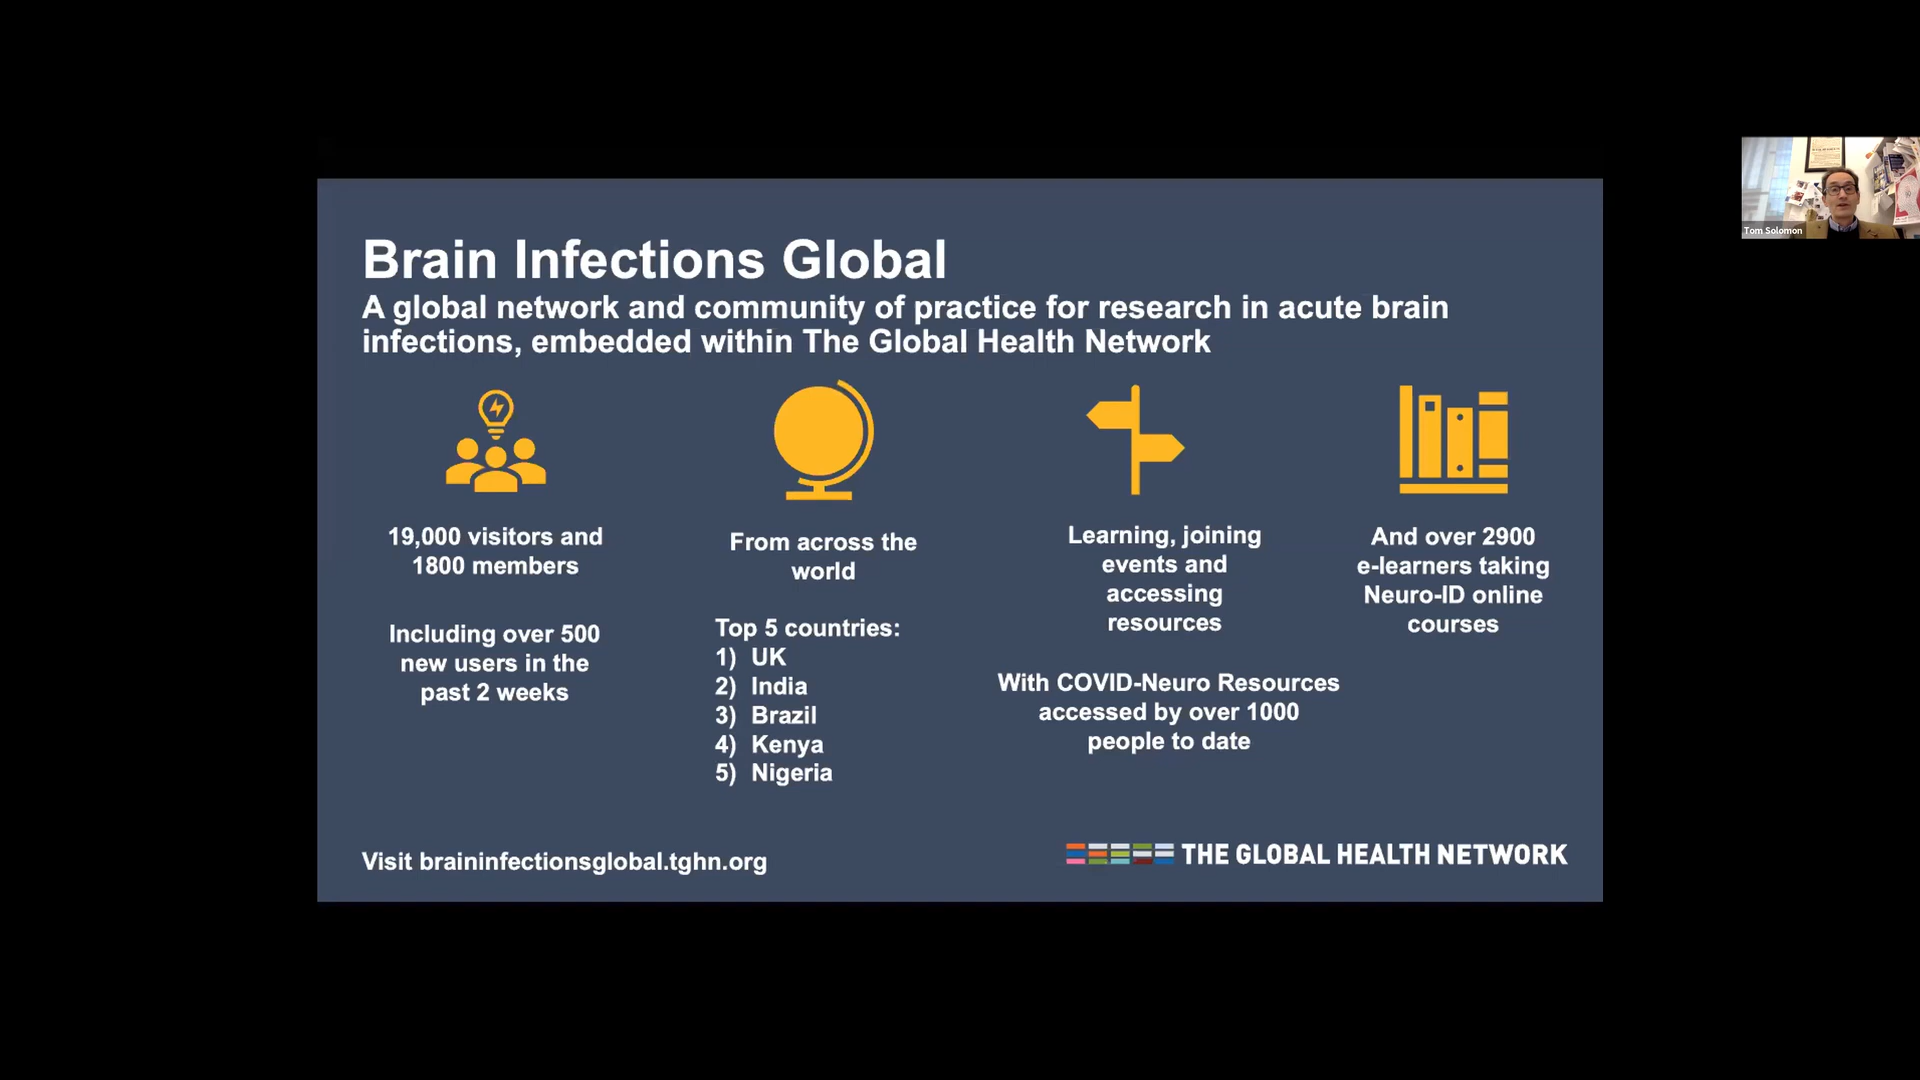 Brain Infections Global
A global network and community of practice for research in acute brain
infections, embedded within The Global Health Network
19,000 visitors and
1800 members
Including over 500
new users in the
past 2 weeks
From across the
world
Top 5 countries:
1) UK
2) India
3) Brazil
4) Kenya
5) Nigeria
Learning, joining
events and
accessing
resources
With COVID-Neuro Resources
accessed by over 1000
people to date
And over 2900
e-learners taking
Neuro-ID online
courses
Visit braininfectionsglobal.tghn.org
THE GLOBAL HEALTH NETWORK
Tom Solomon